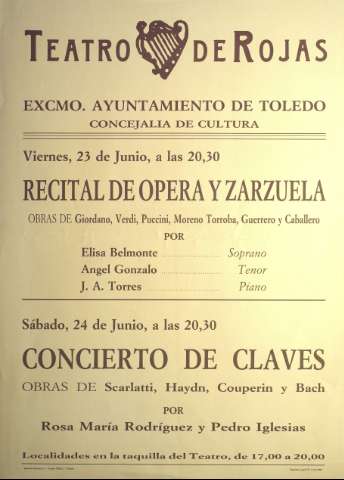 TEATRO DE ROJAS
EXCMO. AYUNTAMIENTO DE TOLEDO
CONCEJALIA DE CULTURA
Viernes, 23 de Junio, a las 20,30
RECITAL DE OPERA Y ZARZUELA
OBRAS DE Giordano, Verdi, Puccini, Moreno Torroba, Guerrero y Caballero
POR
Elisa Belmonte Soprano
Angel Gonzalo Tenor
J. A. Torres Piano
Sábado, 24 de Junio, a las 20,30
CONCIERTO DE CLAVES
OBRAS DE Scarlatti, Haydn, Couperin y Bach
POR
Rosa María Rodríguez y Pedro Iglesias
Localidades en la taquilla del Teatro, de 17,00 a 20,00